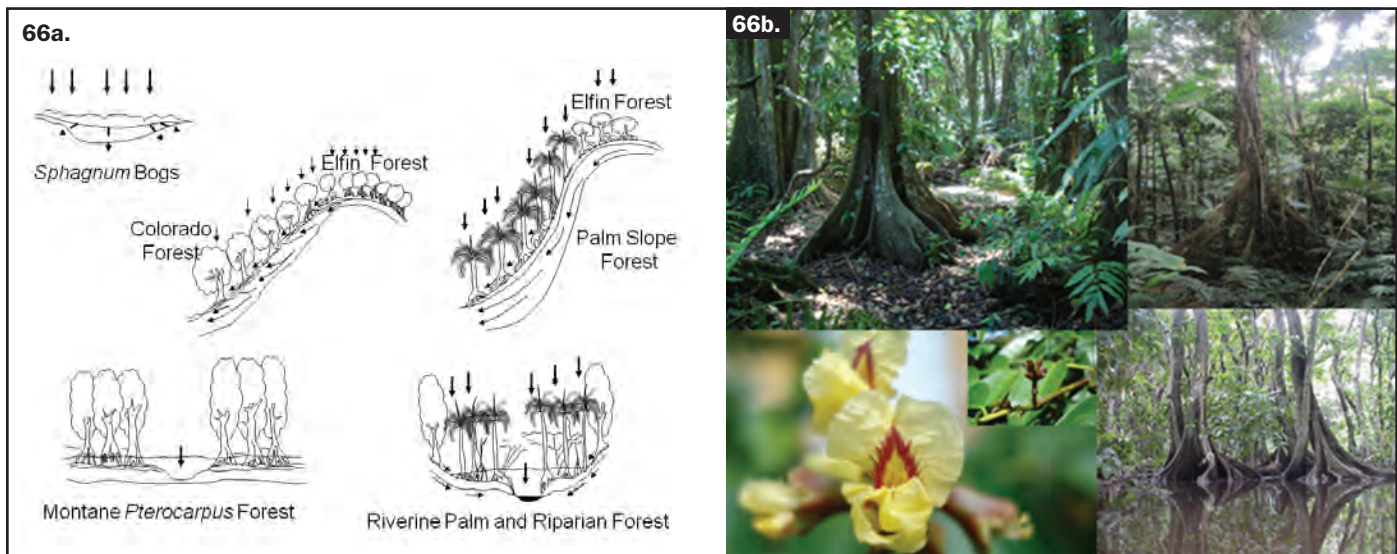 66a.
Sphagnum Bogs
Elfin Forest
Colorado
Forest
Elfin Forest
Palm Slope
Forest
Montane Pterocarpus Forest
Riverine Palm and Riparian Forest
66b.